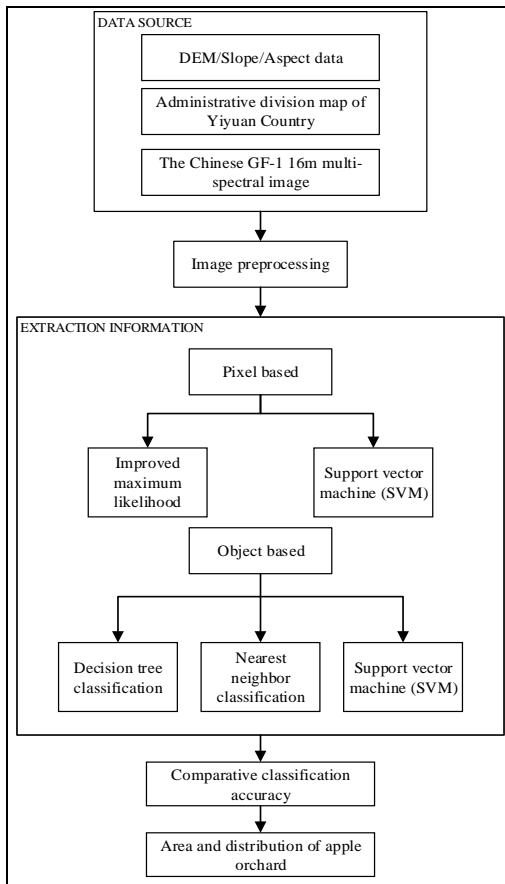 DATA SOURCE
DEM/Slope/Aspect data
Administrative division map of
Yiyuan Country
The Chinese GF-1 16m multi-
spectral image
Image preprocessing
EXTRACTION INFORMATION
Pixel based
Improved
maximum
likelihood
Support vector
machine (SVM)
Object based
Decision tree
classification
Nearest
neighbor
classification
Support vector
machine (SVM)
Comparative classification
accuracy
Area and distribution of apple
orchard